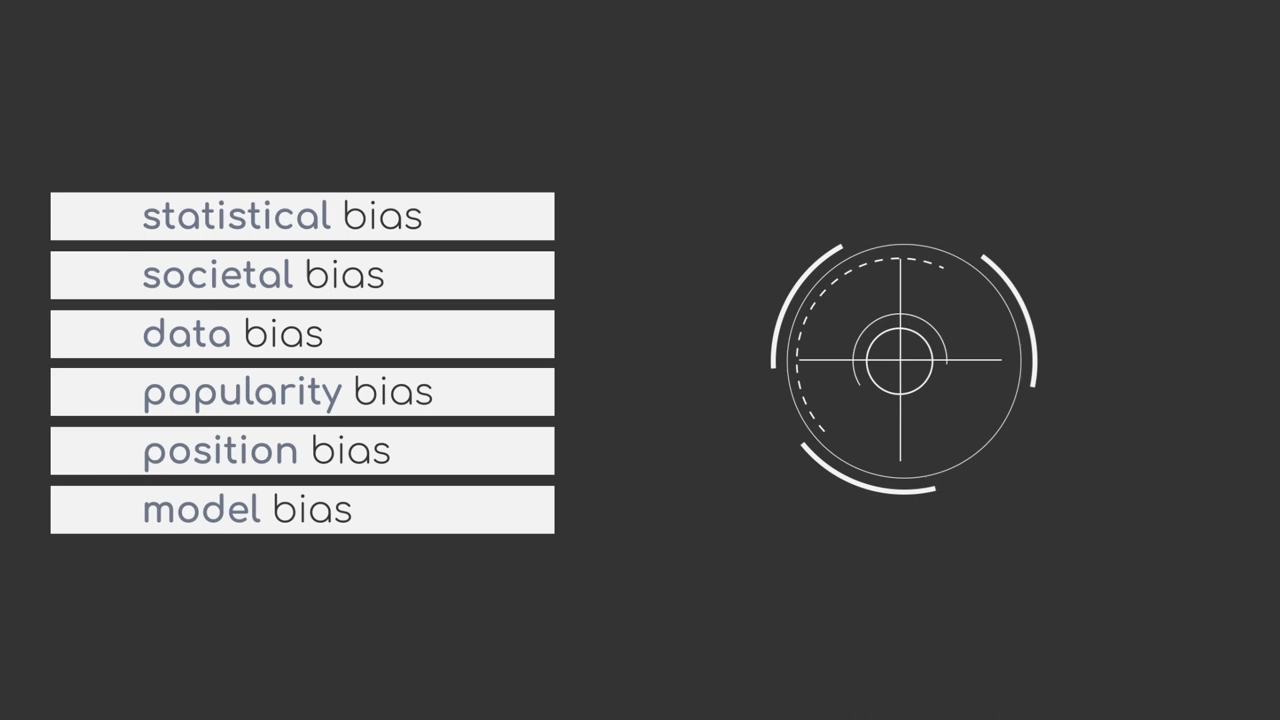 statistical bias
societal bias
data bias
popularity bias
position bias
model bias